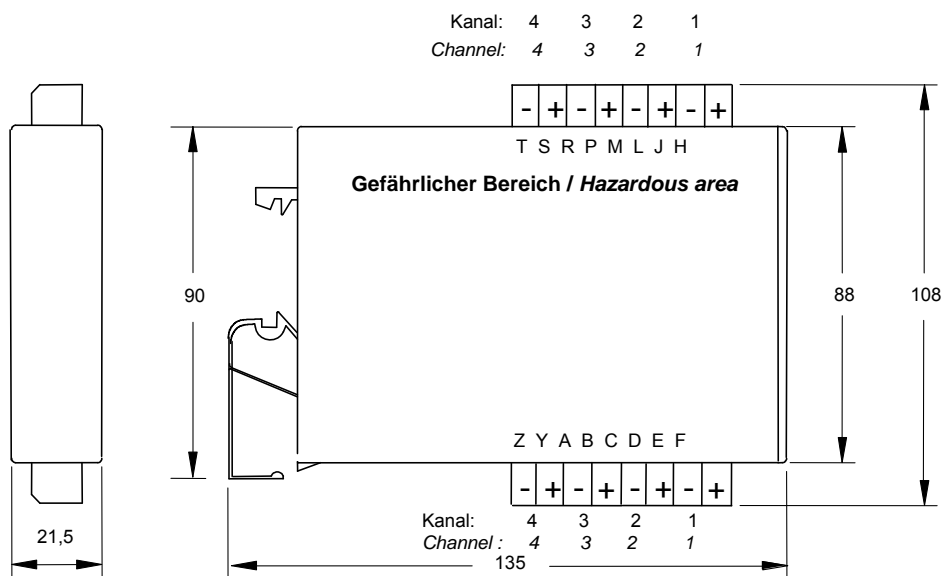 Kanal: 4 3 2 1
Channel: 4 3 2 1
- + - + - + - +
T S R P M L J H
Gefährlicher Bereich / Hazardous area
90
88
108
Z Y A B C D E F
- + - + - + - +
Kanal: 4 3 2 1
Channel : 4 3 2 1
21,5
135